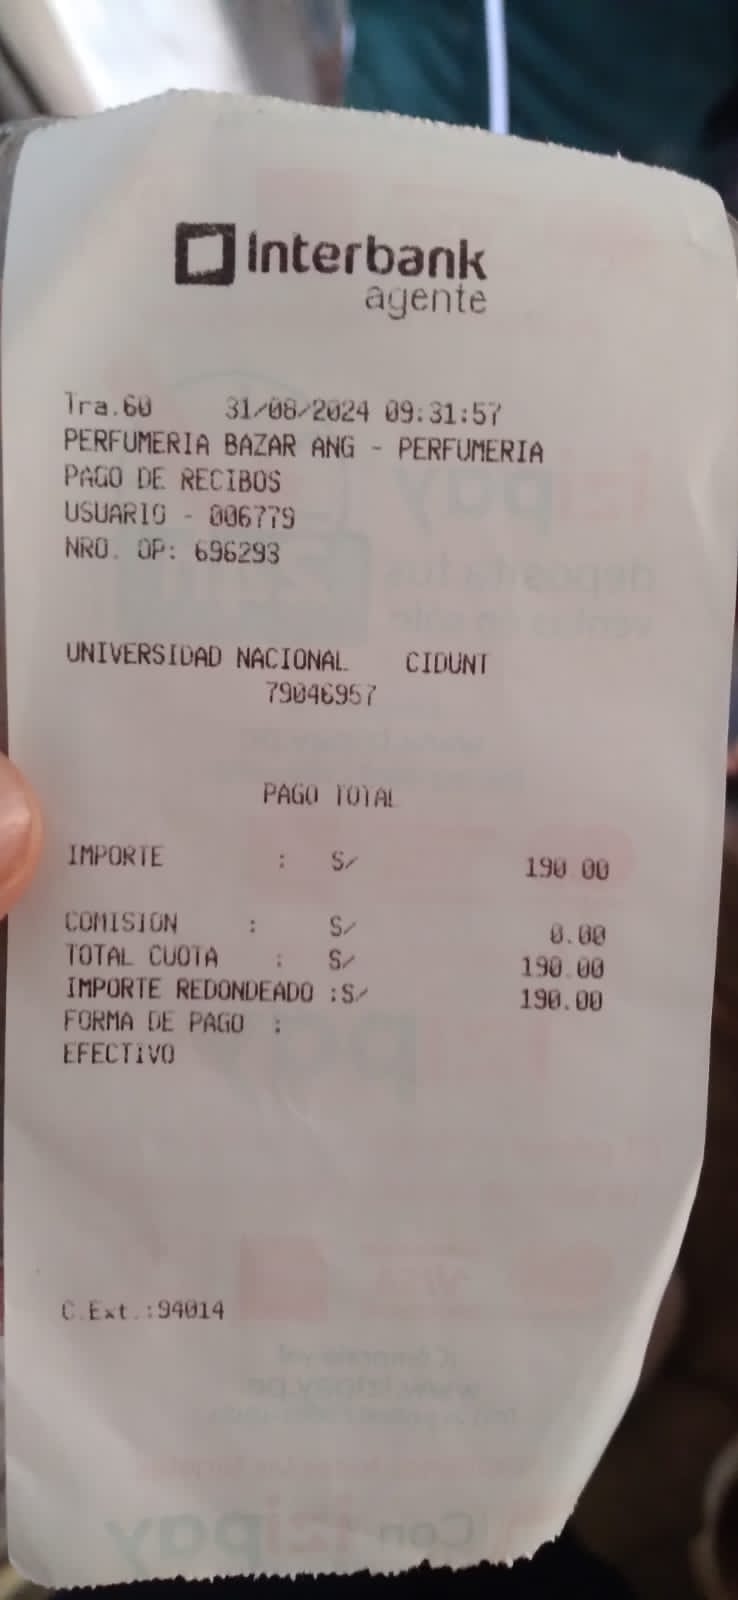 Interbank
agente
Tra.60 31/08/2024 09:31:57
PERFUMERIA BAZAR ANG - PERFUMERIA
PAGO DE RECIBOS
USUARIO - 006779
NRO. OP: 696293
UNIVERSIDAD NACIONAL CIDUNT
79046957
PAGO TOTAL
IMPORTE : S/ 190.00
COMISION : S/ 0.00
TOTAL CUOTA : S/ 190.00
IMPORTE REDONDEADO :S/ 190.00
FORMA DE PAGO :
EFECTIVO
C.Ext.:94014